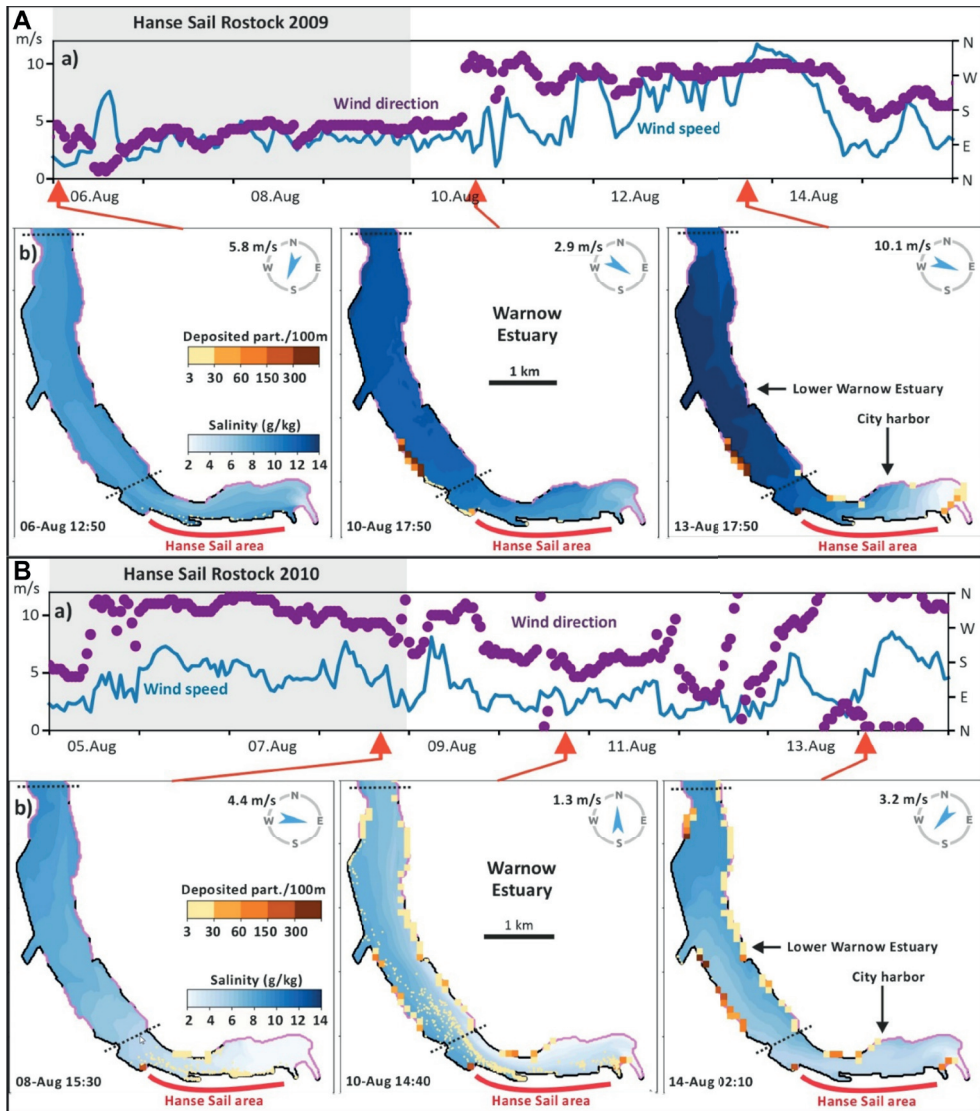 A
Hanse Sail Rostock 2009
m/s
a)
10
5
0
Wind direction
Wind speed
N
W
S
E
N
06.Aug
08.Aug
10.Aug
12.Aug
14.Aug
b)
5.8 m/s
N
W E
S
Deposited part./100m
3 30 60 150 300
Salinity (g/kg)
2 4 6 8 10 12 14
06-Aug 12:50
Hanse Sail area
2.9 m/s
N
W E
S
Warnow
Estuary
1 km
10-Aug 17:50
Hanse Sail area
10.1 m/s
N
W E
S
Lower Warnow Estuary
City harbor
13-Aug 17:50
Hanse Sail area
B
Hanse Sail Rostock 2010
m/s
a)
10
5
0
Wind direction
Wind speed
N
W
S
E
N
05.Aug
07.Aug
09.Aug
11.Aug
13.Aug
b)
4.4 m/s
N
W E
S
Deposited part./100m
3 30 60 150 300
Salinity (g/kg)
2 4 6 8 10 12 14
08-Aug 15:30
Hanse Sail area
1.3 m/s
N
W E
S
Warnow
Estuary
1 km
10-Aug 14:40
Hanse Sail area
3.2 m/s
N
W E
S
Lower Warnow Estuary
City harbor
14-Aug 02:10
Hanse Sail area